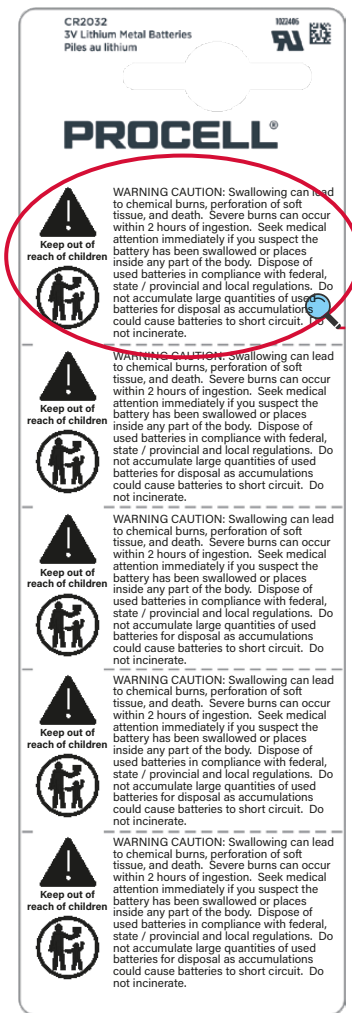 CR2032
3V Lithium Metal Batteries
Piles au lithium
1022406
PROCELL®
WARNING CAUTION: Swallowing can lead
to chemical burns, perforation of soft
tissue, and death. Severe burns can occur
within 2 hours of ingestion. Seek medical
attention immediately if you suspect the
battery has been swallowed or places
inside any part of the body. Dispose of
used batteries in compliance with federal,
state / provincial and local regulations. Do
not accumulate large quantities of used
batteries for disposal as accumulations
could cause batteries to short circuit. Do
not incinerate.
Keep out of
reach of children
WARNING CAUTION: Swallowing can lead
to chemical burns, perforation of soft
tissue, and death. Severe burns can occur
within 2 hours of ingestion. Seek medical
attention immediately if you suspect the
battery has been swallowed or places
inside any part of the body. Dispose of
used batteries in compliance with federal,
state / provincial and local regulations. Do
not accumulate large quantities of used
batteries for disposal as accumulations
could cause batteries to short circuit. Do
not incinerate.
Keep out of
reach of children
WARNING CAUTION: Swallowing can lead
to chemical burns, perforation of soft
tissue, and death. Severe burns can occur
within 2 hours of ingestion. Seek medical
attention immediately if you suspect the
battery has been swallowed or places
inside any part of the body. Dispose of
used batteries in compliance with federal,
state / provincial and local regulations. Do
not accumulate large quantities of used
batteries for disposal as accumulations
could cause batteries to short circuit. Do
not incinerate.
Keep out of
reach of children
WARNING CAUTION: Swallowing can lead
to chemical burns, perforation of soft
tissue, and death. Severe burns can occur
within 2 hours of ingestion. Seek medical
attention immediately if you suspect the
battery has been swallowed or places
inside any part of the body. Dispose of
used batteries in compliance with federal,
state / provincial and local regulations. Do
not accumulate large quantities of used
batteries for disposal as accumulations
could cause batteries to short circuit. Do
not incinerate.
Keep out of
reach of children
WARNING CAUTION: Swallowing can lead
to chemical burns, perforation of soft
tissue, and death. Severe burns can occur
within 2 hours of ingestion. Seek medical
attention immediately if you suspect the
battery has been swallowed or places
inside any part of the body. Dispose of
used batteries in compliance with federal,
state / provincial and local regulations. Do
not accumulate large quantities of used
batteries for disposal as accumulations
could cause batteries to short circuit. Do
not incinerate.
Keep out of
reach of children